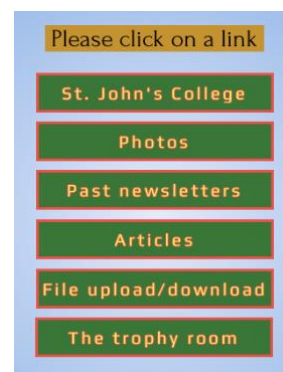 Please click on a link
St. John's College
Photos
Past newsletters
Articles
File upload/download
The trophy room